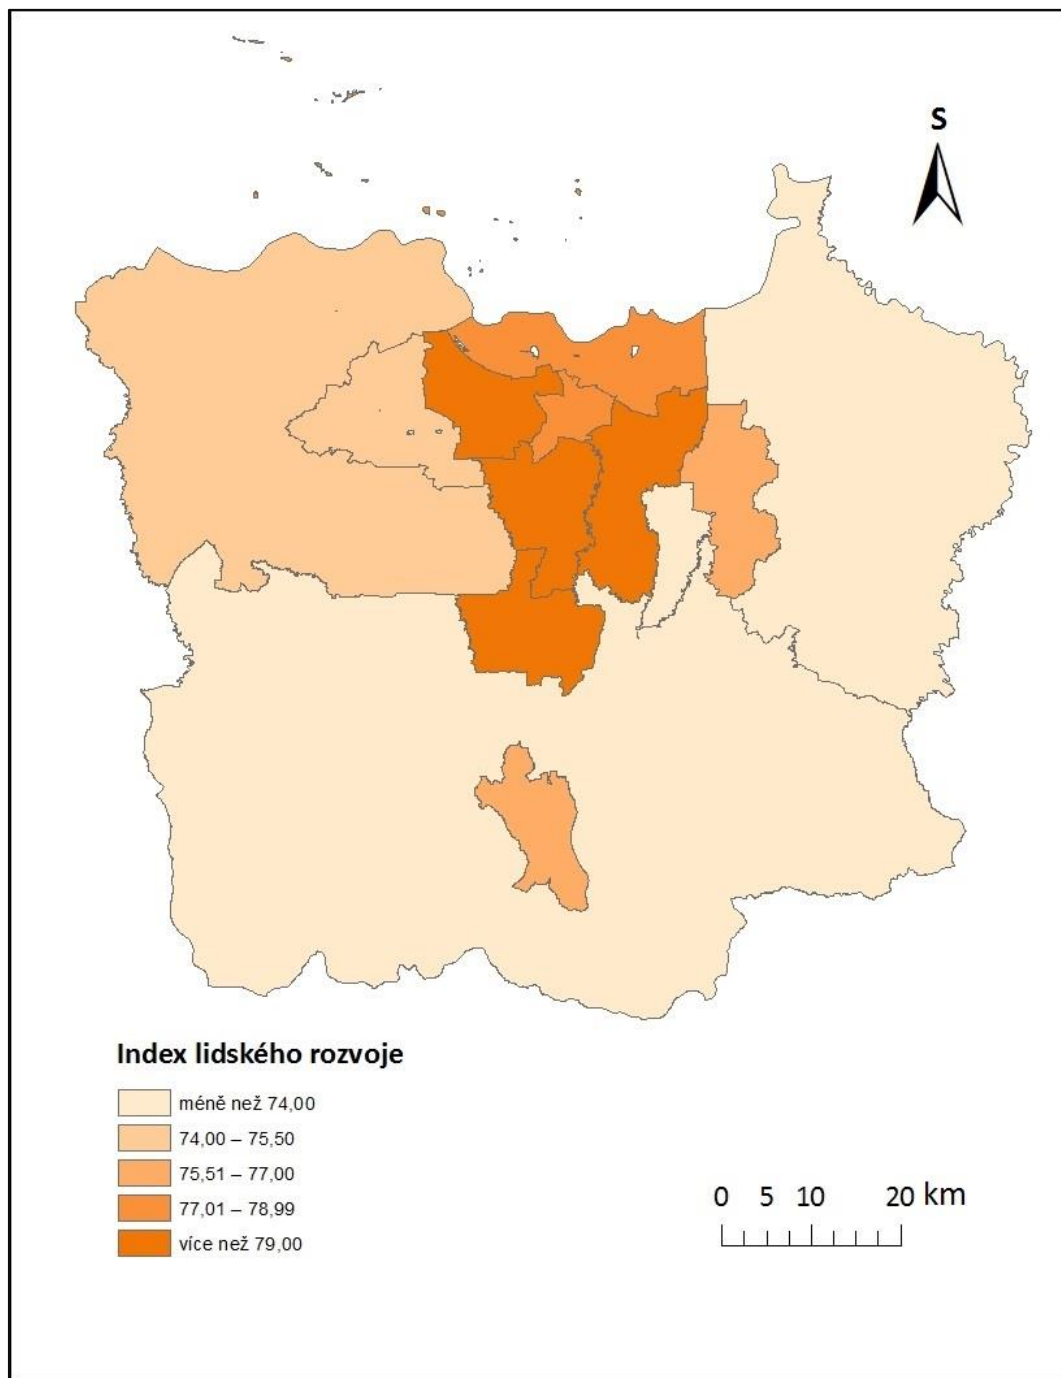 S
Index lidského rozvoje
méně než 74,00
74,00 – 75,50
75,51 – 77,00
77,01 – 78,99
více než 79,00
0 5 10 20 km